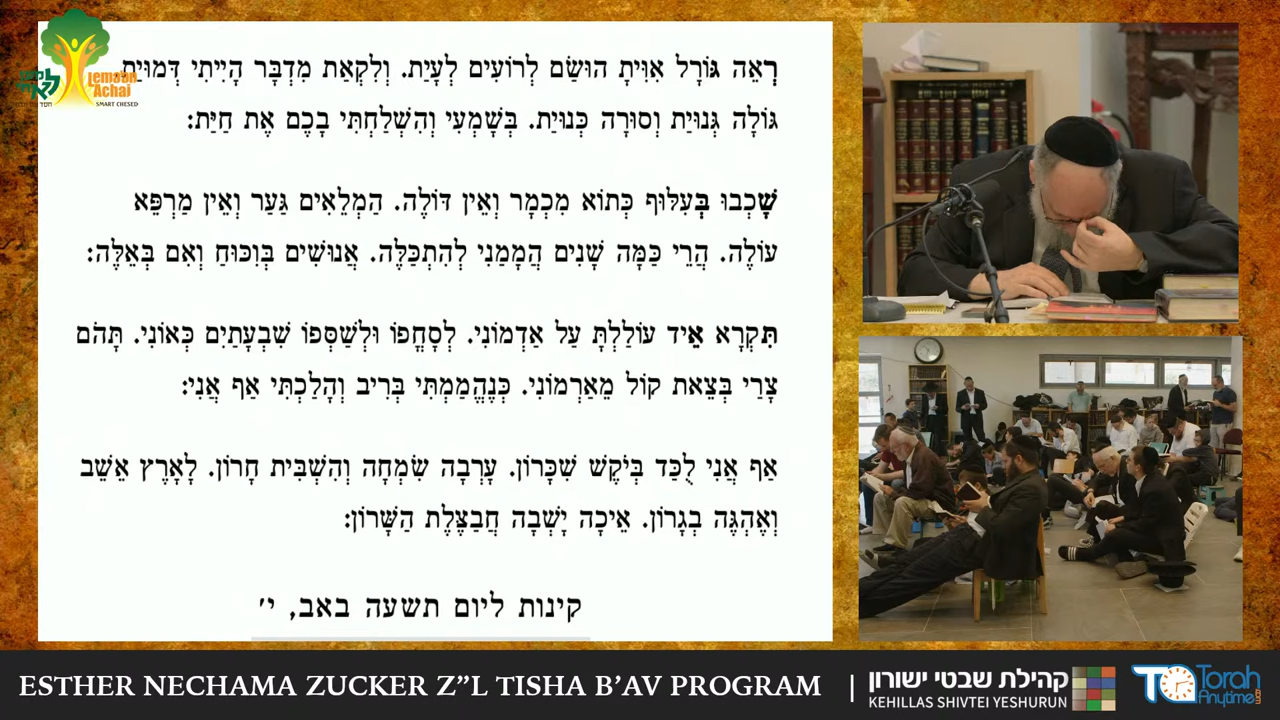 רְאֵה גּוֹרָל אִוִּיתָ הוּשַׂם לְרוֹעִים לְעָיַת. וְלִקְאַת מִדְבָּר הָיִיתִי דְּמוּיַת
גּוֹלָה גְּנוּיַת וְסוּרָה כְּנוּיַת. בְּשָׁמְעִי וְהִשְׁלַחְתִּי בָכֶם אֶת חַיַּת:
שָׁכְבוּ בְּעִלּוּף כְּתוֹא מִכְמָר וְאֵין דּוֹלֶה. הַמְלֵאִים גַּעַר וְאֵין מַרְפֵּא
עוֹלֶה. הֲרֵי כַּמָּה שָׁנִים הֲמָמַנִי לְהִתְכַּלֶּה. אֲנוּשִׁים בְּוִכּוּחַ וְאִם בְּאֵלֶּה:
תִּקְרָא אֵיד עוֹלַלְתָּ עַל אַדְמוֹנִי. לְסָחֳפוֹ וּלְשַׁסְּפוֹ שִׁבְעָתַיִם כְּאוֹנִי. תָּהֹם
צָרַי בְּצֵאת קוֹל מֵאַרְמוֹנִי. כְּנֶהֱמַמְתִּי בְּרִיב וְהָלַכְתִּי אַף אֲנִי:
אַף אֲנִי לֻכַּד בְּיֹקֶשׁ שִׁכָּרוֹן. עָרְבָה שִׂמְחָה וְהִשְׁבִּית חָרוֹן. לָאָרֶץ אֵשֵׁב
וְאֶהְגֶּה בְגָרוֹן. אֵיכָה יָשְׁבָה חֲבַצֶּלֶת הַשָּׁרוֹן:
קינות ליום תשעה באב, י׳
Lemaan
Achai
SMART CHESED
ESTHER NECHAMA ZUCKER Z”L TISHA B’AV PROGRAM
קהילת שבטי ישורון
KEHILLAS SHIVTEI YESHURUN
Torah
Anytime